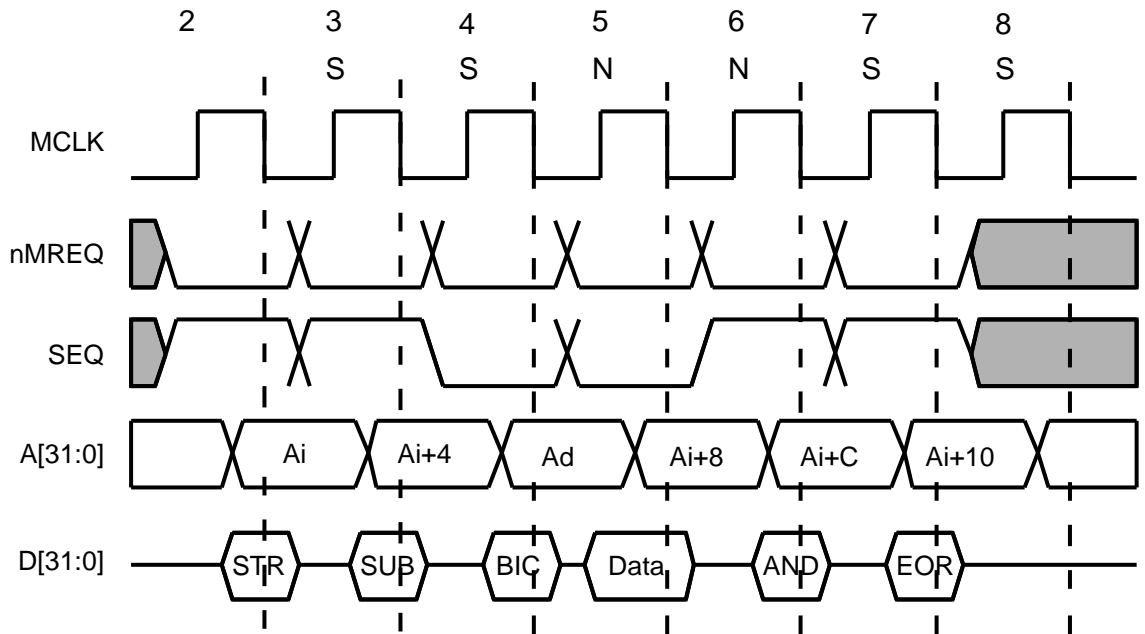 2 3 4 5 6 7 8
S S N N S S
MCLK
nMREQ
SEQ
A[31:0] Ai Ai+4 Ad Ai+8 Ai+C Ai+10
D[31:0] STR SUB BIC Data AND EOR